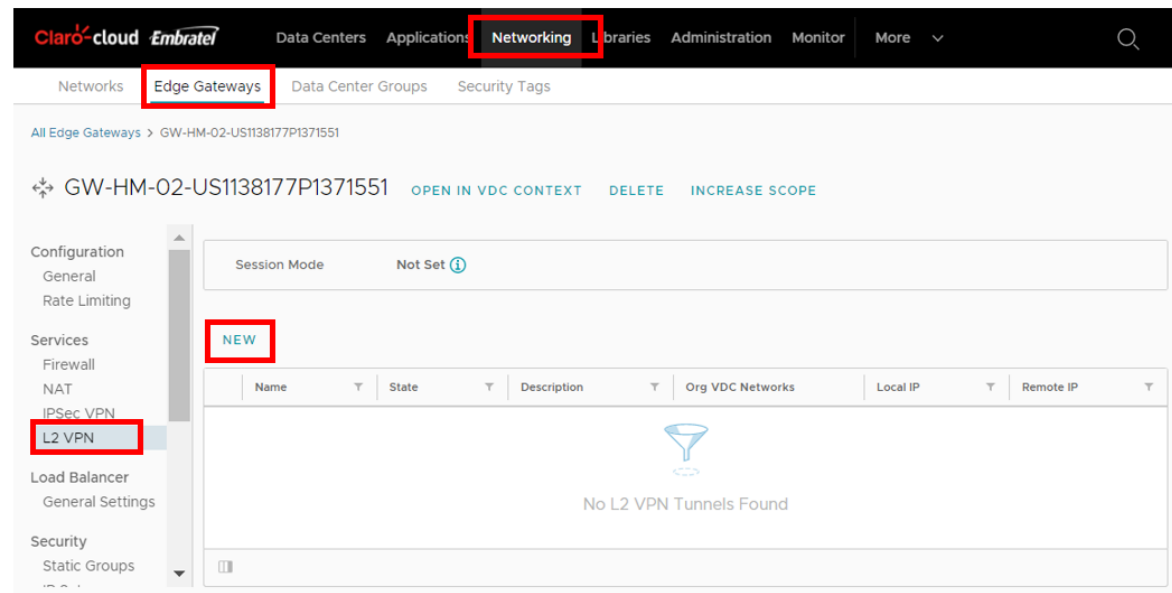 Claro-cloud Embratel Data Centers Applications Networking Libraries Administration Monitor More
Networks Edge Gateways Data Center Groups Security Tags
All Edge Gateways > GW-HM-02-US1138177P1371551
GW-HM-02-US1138177P1371551 OPEN IN VDC CONTEXT DELETE INCREASE SCOPE
Configuration
General
Rate Limiting
Services
Firewall
NAT
IPSec VPN
L2 VPN
Load Balancer
General Settings
Security
Static Groups
Session Mode Not Set
NEW
Name State Description Org VDC Networks Local IP Remote IP
No L2 VPN Tunnels Found